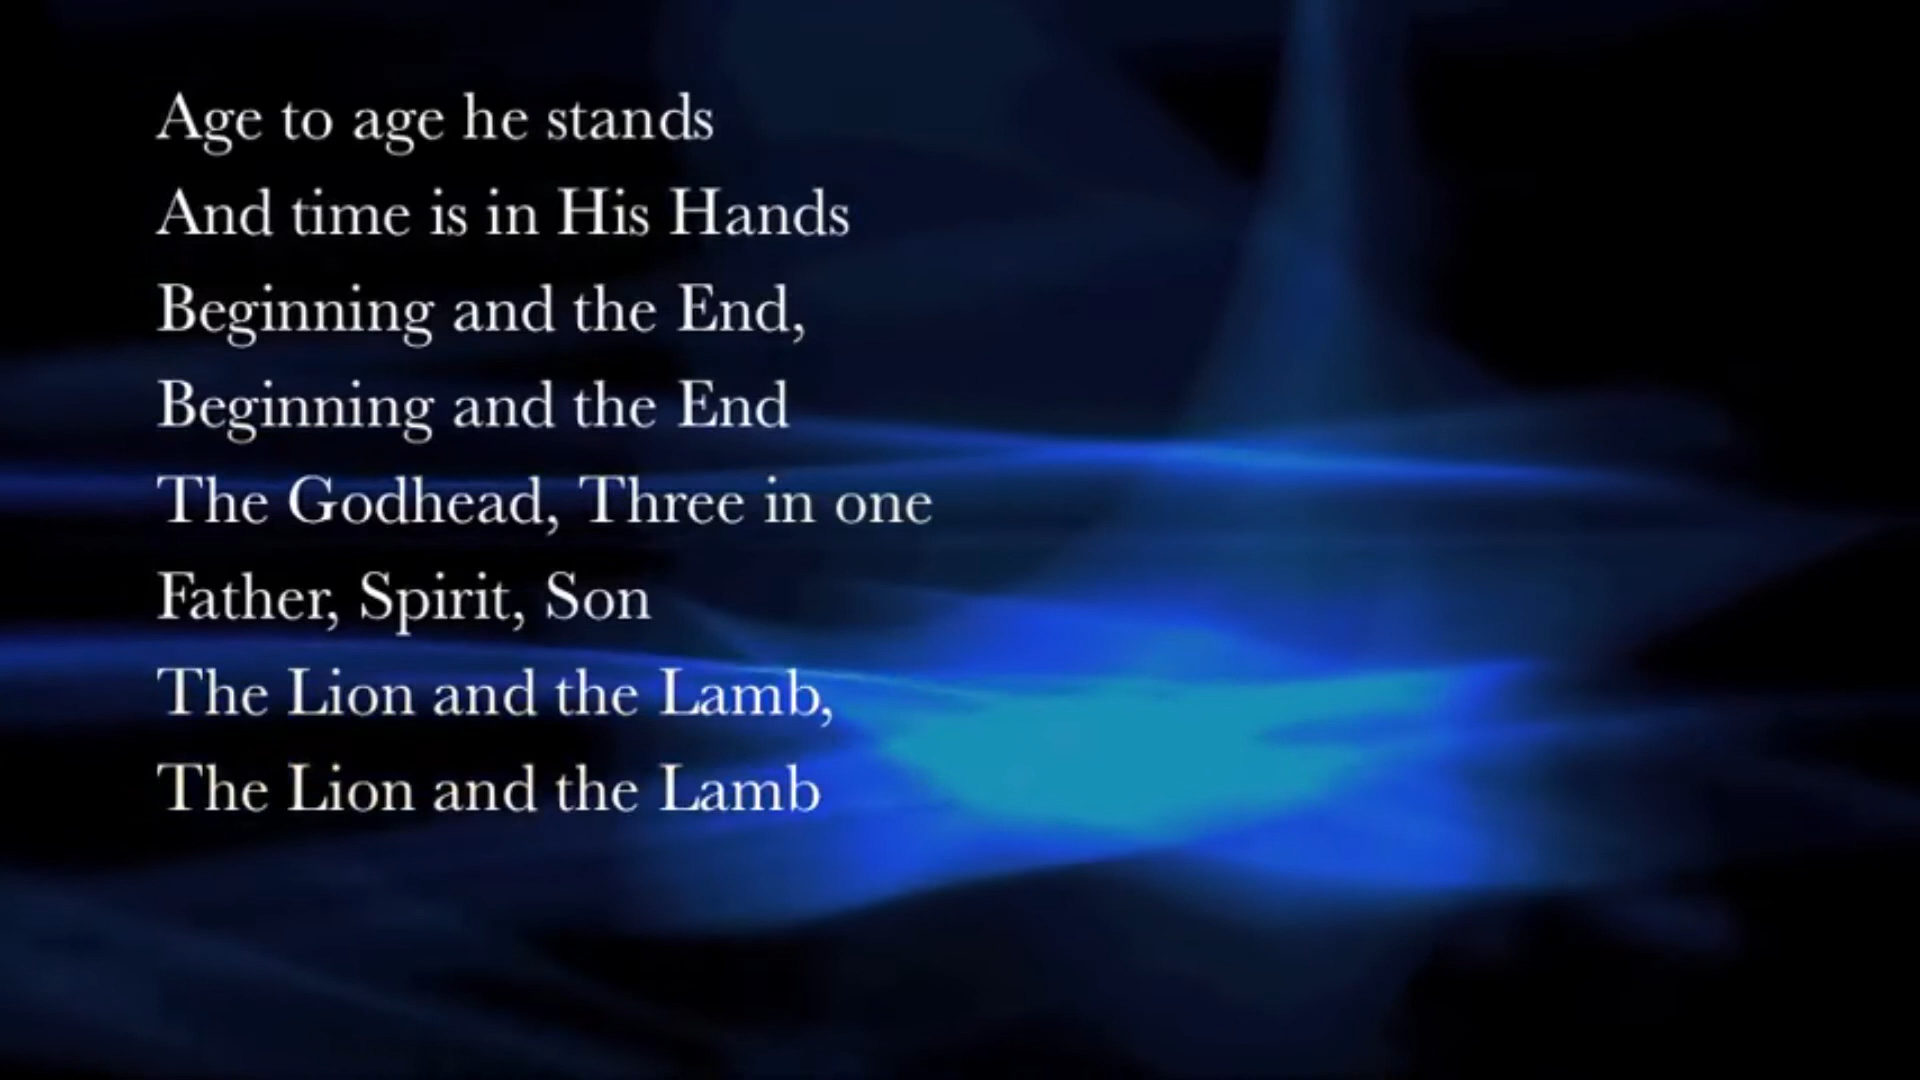 Age to age he stands
And time is in His Hands
Beginning and the End,
Beginning and the End
The Godhead, Three in one
Father, Spirit, Son
The Lion and the Lamb,
The Lion and the Lamb